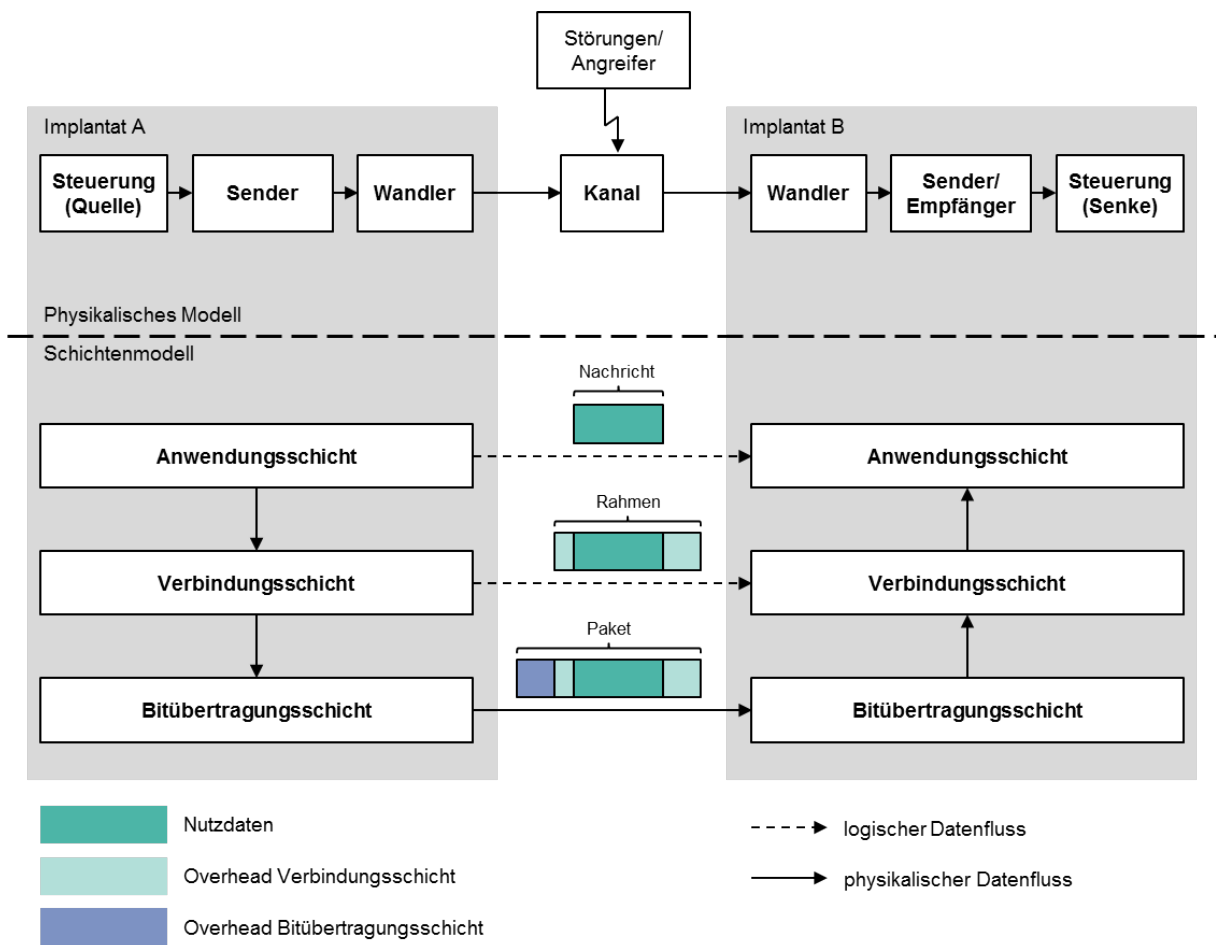 Störungen/
Angreifer
Implantat A
Implantat B
Steuerung
(Quelle)
Sender
Wandler
Kanal
Wandler
Sender/
Empfänger
Steuerung
(Senke)
Physikalisches Modell
Schichtenmodell
Nachricht
Anwendungsschicht
Anwendungsschicht
Rahmen
Verbindungsschicht
Verbindungsschicht
Paket
Bitübertragungsschicht
Bitübertragungsschicht
Nutzdaten
Overhead Verbindungsschicht
Overhead Bitübertragungsschicht
logischer Datenfluss
physikalischer Datenfluss